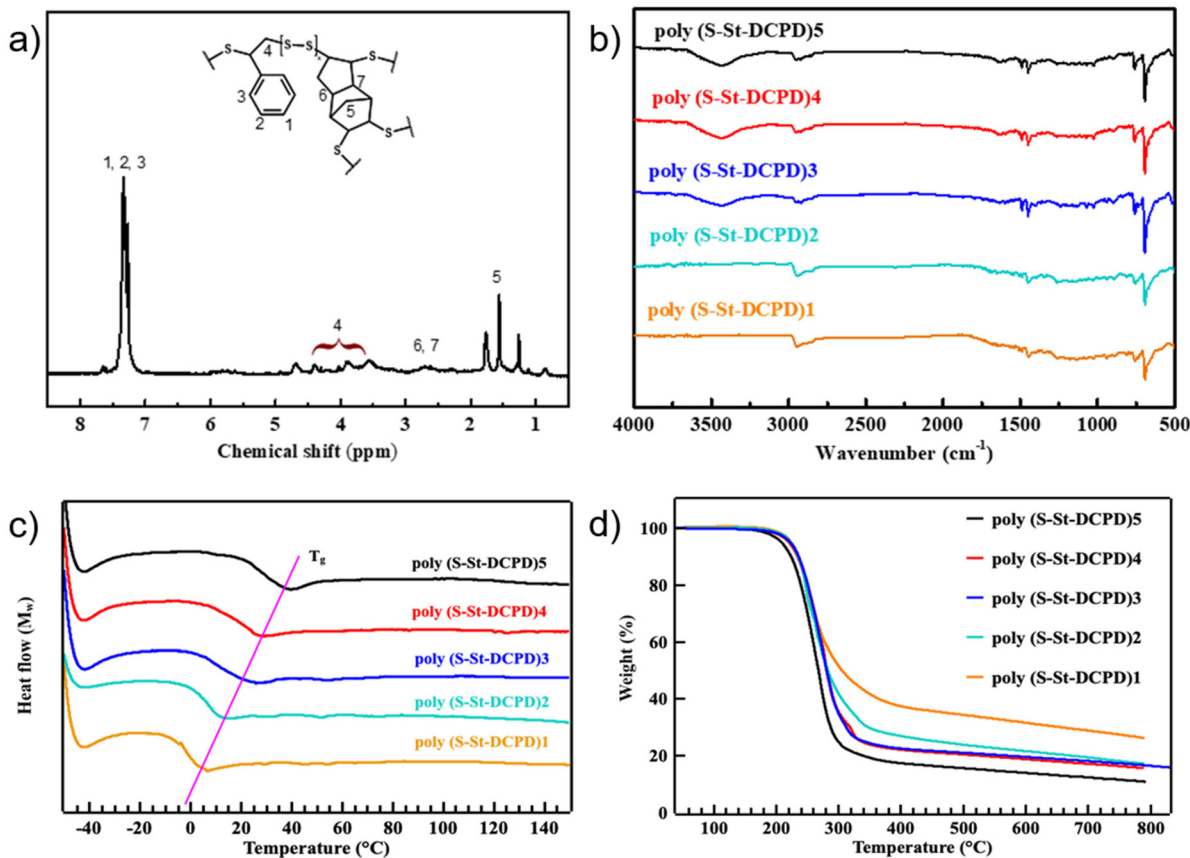 a)
S
4
S
S
x
S
7
6
5
3
2
1
S
S
1, 2, 3
4
6, 7
5
8 7 6 5 4 3 2 1
Chemical shift (ppm)
b)
poly (S-St-DCPD)5
poly (S-St-DCPD)4
poly (S-St-DCPD)3
poly (S-St-DCPD)2
poly (S-St-DCPD)1
4000 3500 3000 2500 2000 1500 1000 500
Wavenumber (cm⁻¹)
c)
Tg
poly (S-St-DCPD)5
poly (S-St-DCPD)4
poly (S-St-DCPD)3
poly (S-St-DCPD)2
poly (S-St-DCPD)1
Heat flow (Mw)
-40 -20 0 20 40 60 80 100 120 140
Temperature (°C)
d)
poly (S-St-DCPD)5
poly (S-St-DCPD)4
poly (S-St-DCPD)3
poly (S-St-DCPD)2
poly (S-St-DCPD)1
Weight (%)
100
80
60
40
20
0
100 200 300 400 500 600 700 800
Temperature (°C)